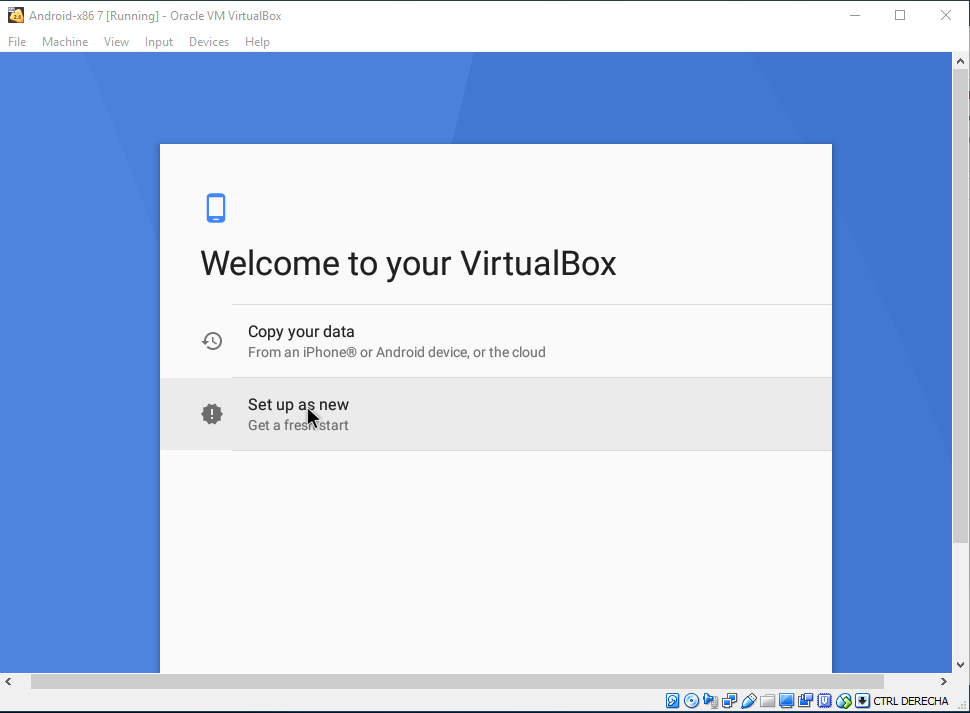 Android-x86 7 [Running] - Oracle VM VirtualBox
File Machine View Input Devices Help
Welcome to your VirtualBox
Copy your data
From an iPhone® or Android device, or the cloud
Set up as new
Get a fresh start
CTRL DERECHA